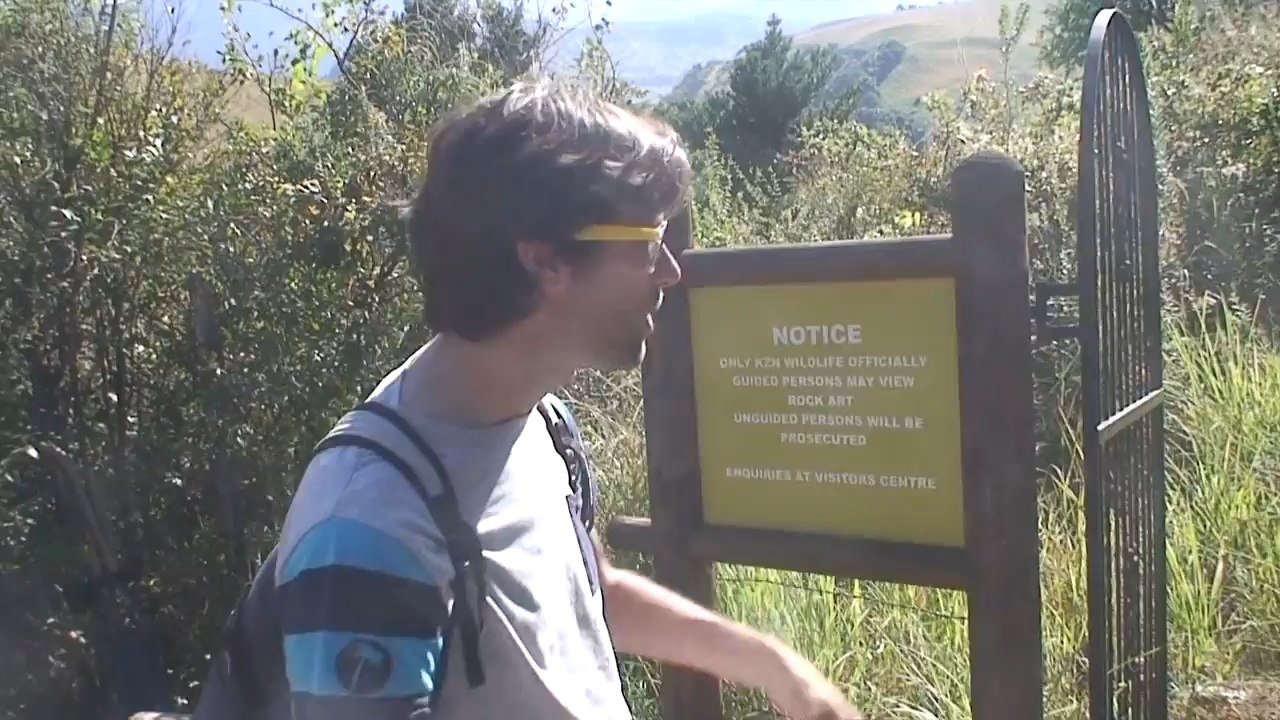 NOTICE
ONLY KZN WILDLIFE OFFICIALLY
GUIDED PERSONS MAY VIEW
ROCK ART
UNGUIDED PERSONS WILL BE
PROSECUTED
ENQUIRIES AT VISITORS CENTRE